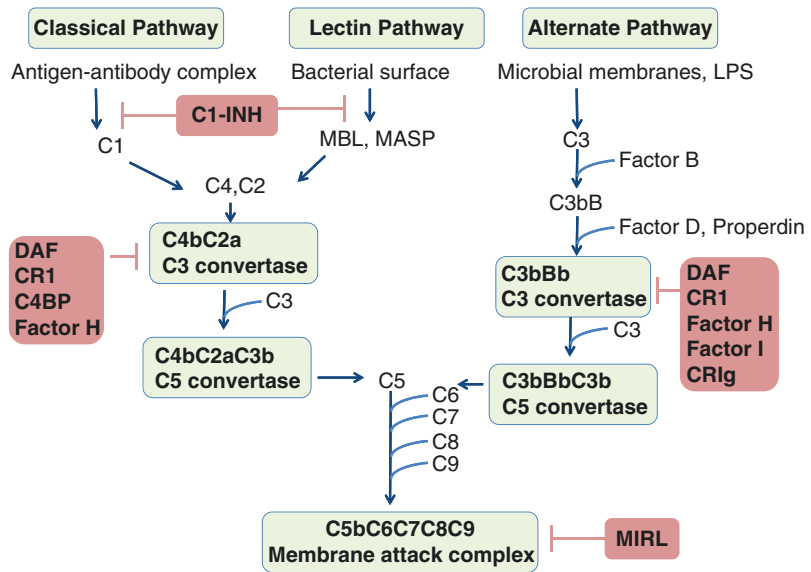 Classical Pathway
Lectin Pathway
Alternate Pathway
Antigen-antibody complex
Bacterial surface
Microbial membranes, LPS
C1-INH
C1
MBL, MASP
C3
Factor B
C4,C2
C3bB
Factor D, Properdin
DAF
CR1
C4BP
Factor H
C4bC2a
C3 convertase
C3bBb
C3 convertase
DAF
CR1
Factor H
Factor I
CRIg
C3
C3
C4bC2aC3b
C5 convertase
C5
C6
C7
C8
C9
C3bBbC3b
C5 convertase
C5bC6C7C8C9
Membrane attack complex
MIRL